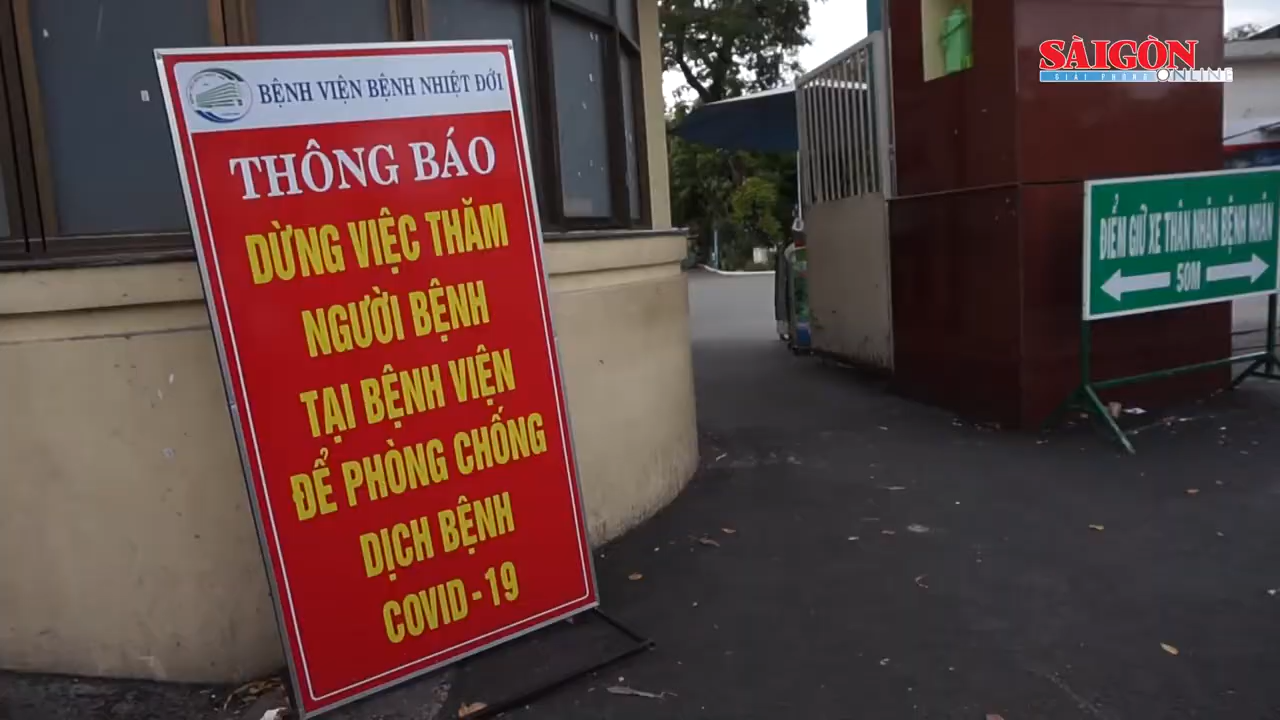 BỆNH VIỆN BỆNH NHIỆT ĐỚI
THÔNG BÁO
DỪNG VIỆC THĂM
NGƯỜI BỆNH
TẠI BỆNH VIỆN
ĐỂ PHÒNG CHỐNG
DỊCH BỆNH
COVID-19
SÀIGÒN
GIẢI PHÓNG ONLINE
ĐIỂM GIỮ XE THÂN NHÂN BỆNH NHÂN
50M